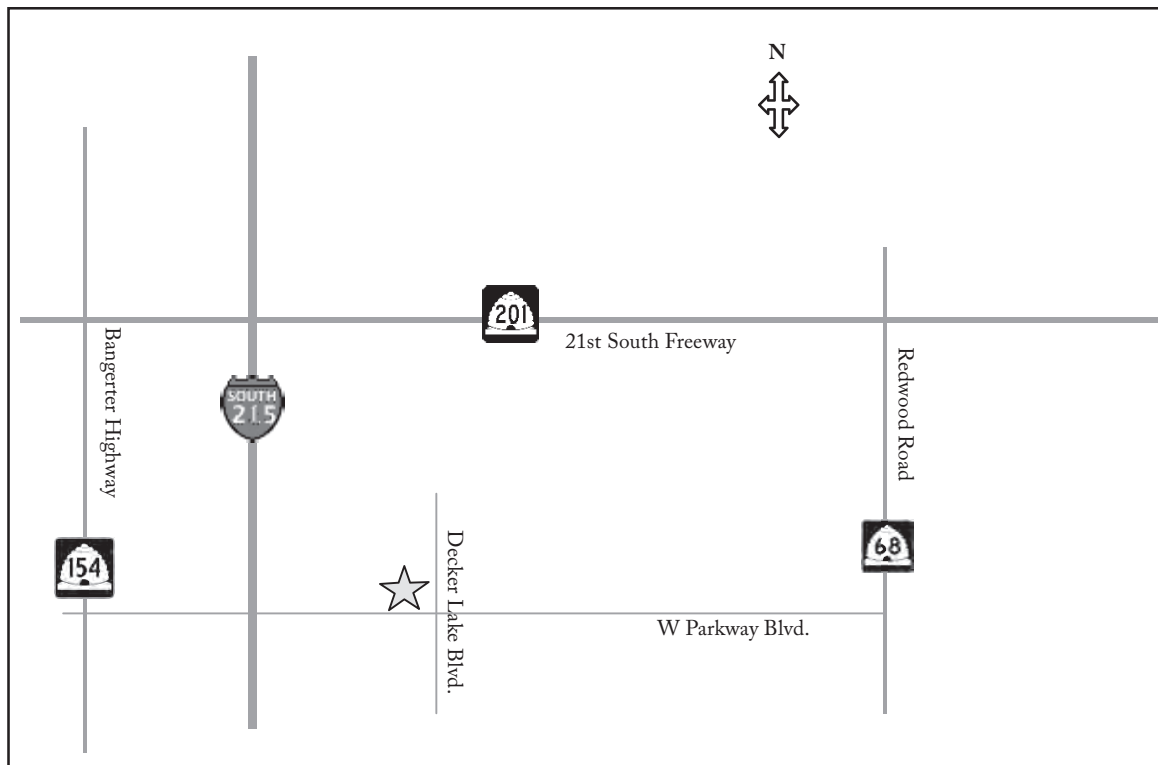 N
201
21st South Freeway
Bangerter Highway
Redwood Road
SOUTH
215
154
Decker Lake Blvd.
68
W Parkway Blvd.